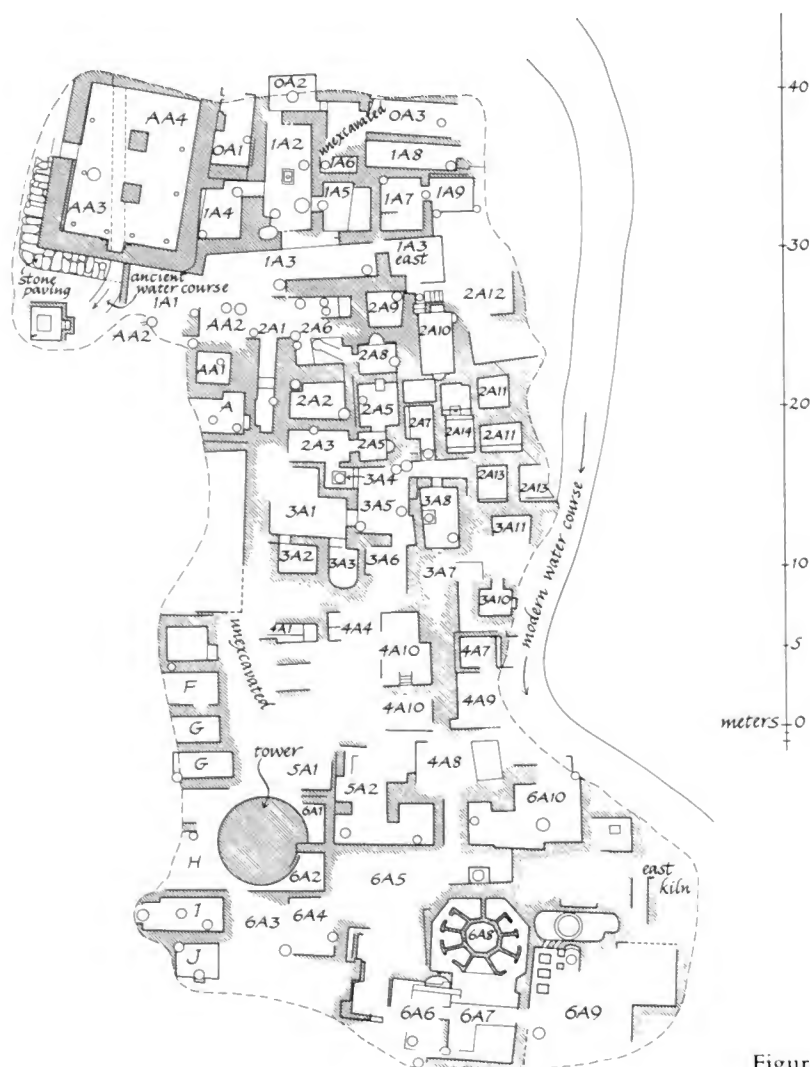 40
OA2
AA4
OA1
1A2
unexcavated
OA3
1A6
1A8
1A5
1A7
1A9
AA3
1A4
30
1A3
east
1A3
stone
paving
ancient
water course
1A1
2A12
2A9
AA2
AA2
2A1
2A6
2A10
2A8
AA1
2A11
20
A
2A2
2A5
2A7
2A14
2A11
2A3
2A5
3A4
2A13
2A13
3A1
3A5
3A8
3A11
3A2
3A3
3A6
3A7
modern water course
10
3A10
unexcavated
4A1
4A4
4A10
4A7
5
F
4A10
4A9
meters
0
G
tower
G
5A1
5A2
4A8
6A10
6A1
H
6A2
6A5
east
kiln
I
6A3
6A4
6A8
J
6A6
6A7
6A9
Figur